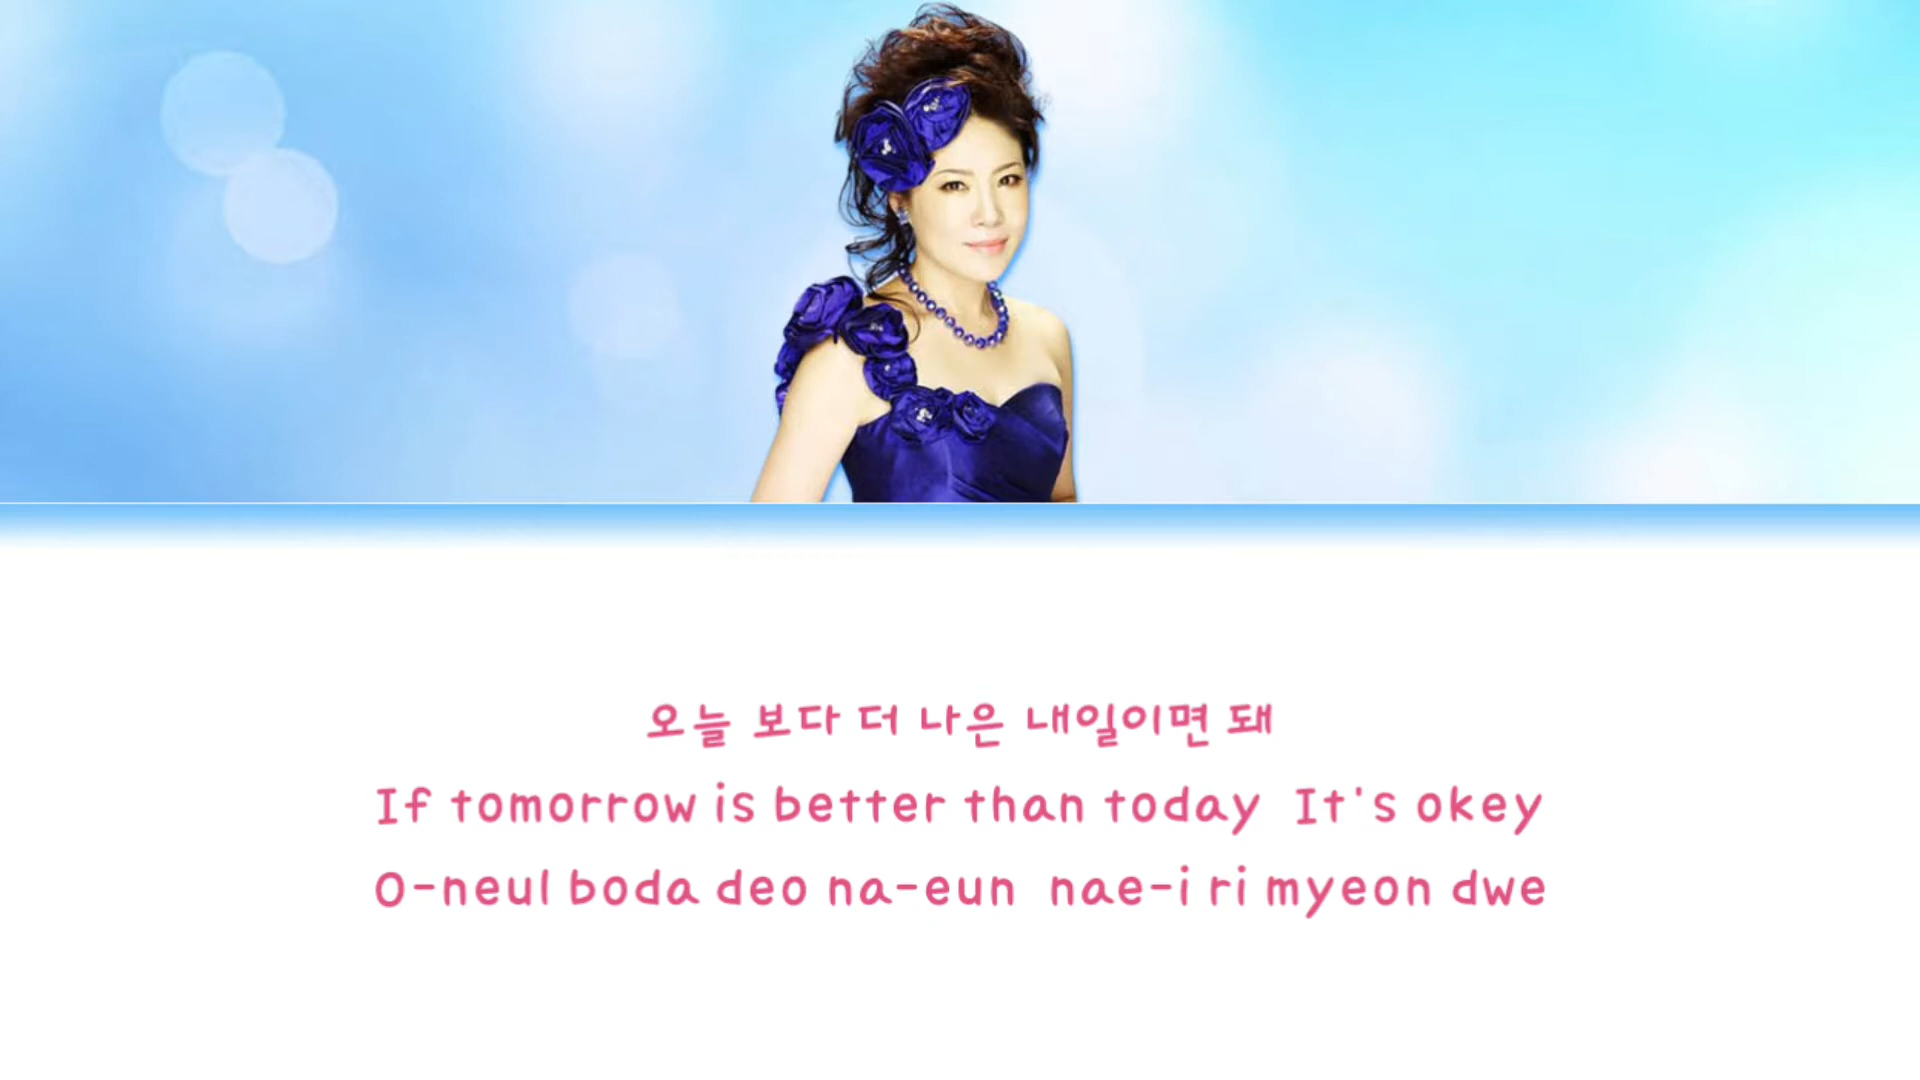 오늘 보다 더 나은 내일이면 돼
If tomorrow is better than today It's okey
O-neul boda deo na-eun nae-i ri myeon dwe